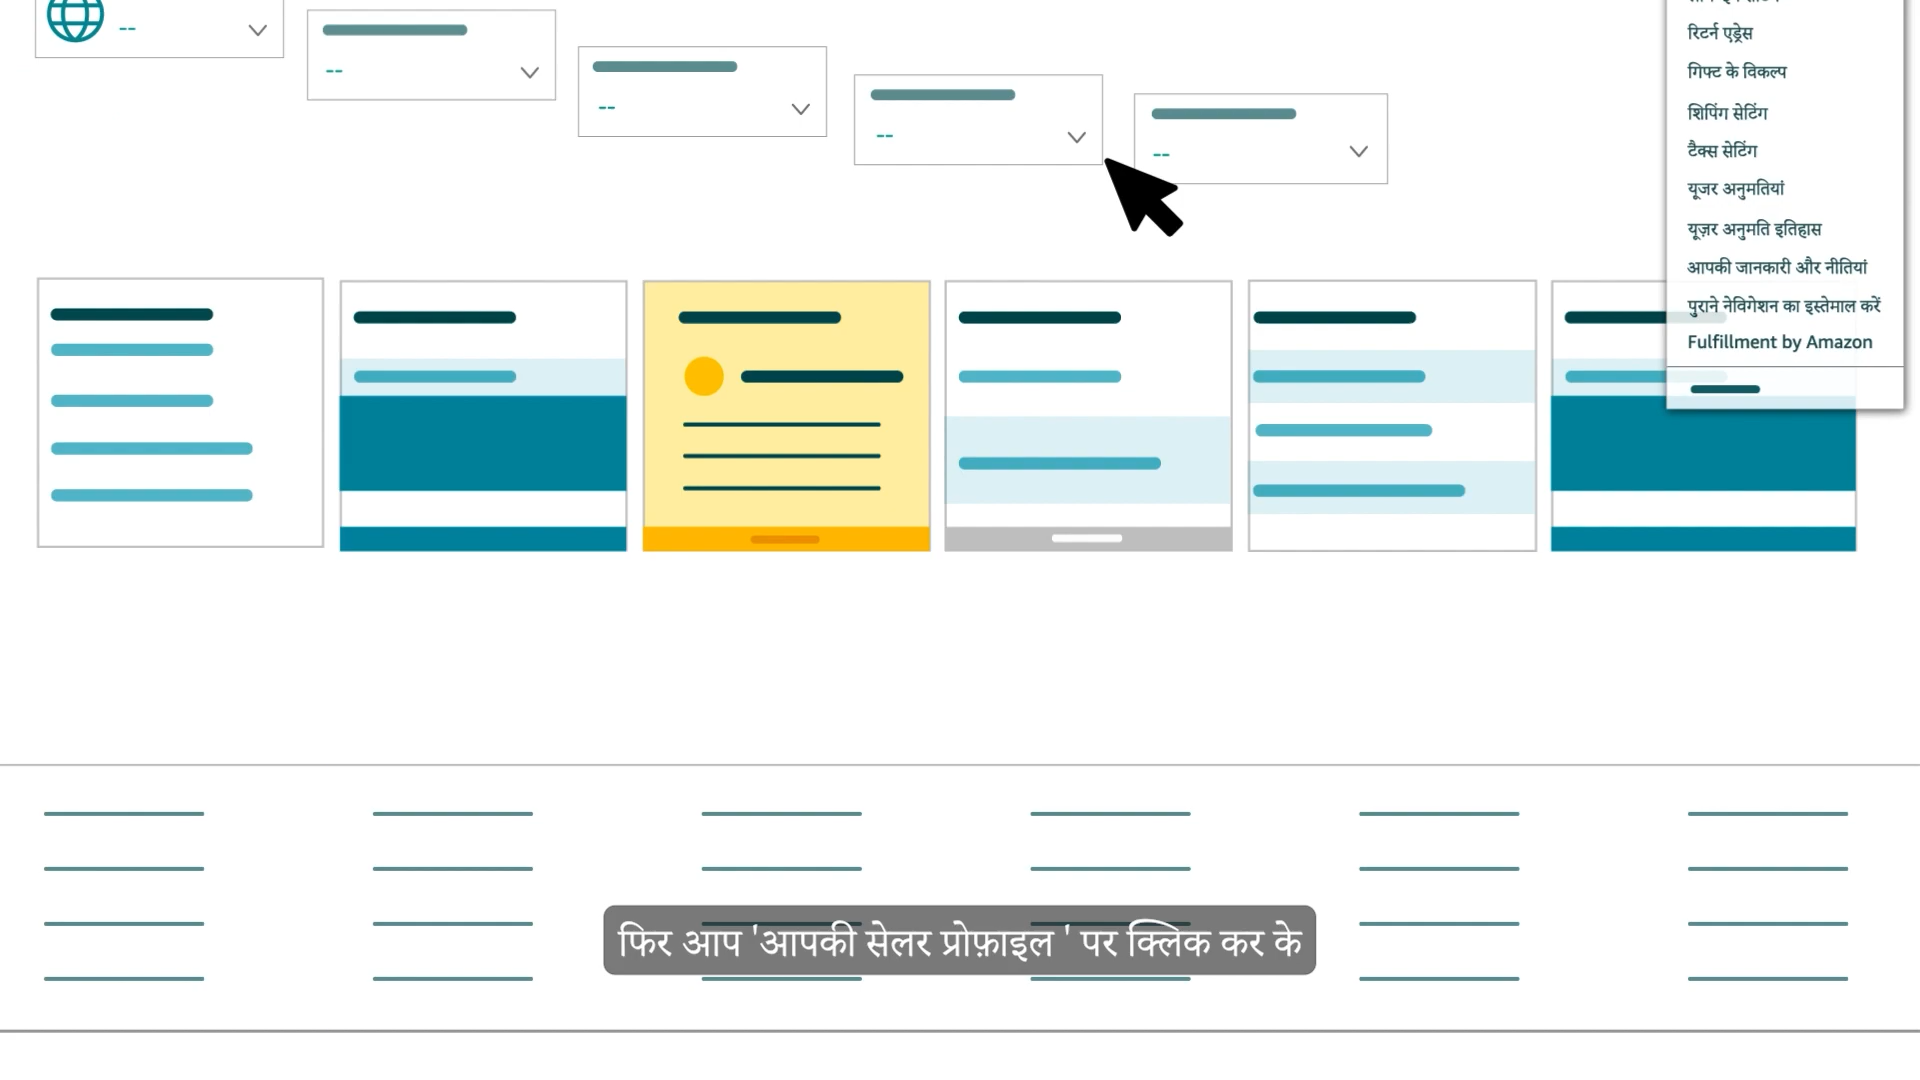 --
--
--
--
--
रिटर्न एड्रेस
गिफ्ट के विकल्प
शिपिंग सेटिंग
टैक्स सेटिंग
यूजर अनुमतियां
यूज़र अनुमति इतिहास
आपकी जानकारी और नीतियां
पुराने नेविगेशन का इस्तेमाल करें
Fulfillment by Amazon
फिर आप 'आपकी सेलर प्रोफ़ाइल ' पर क्लिक कर के